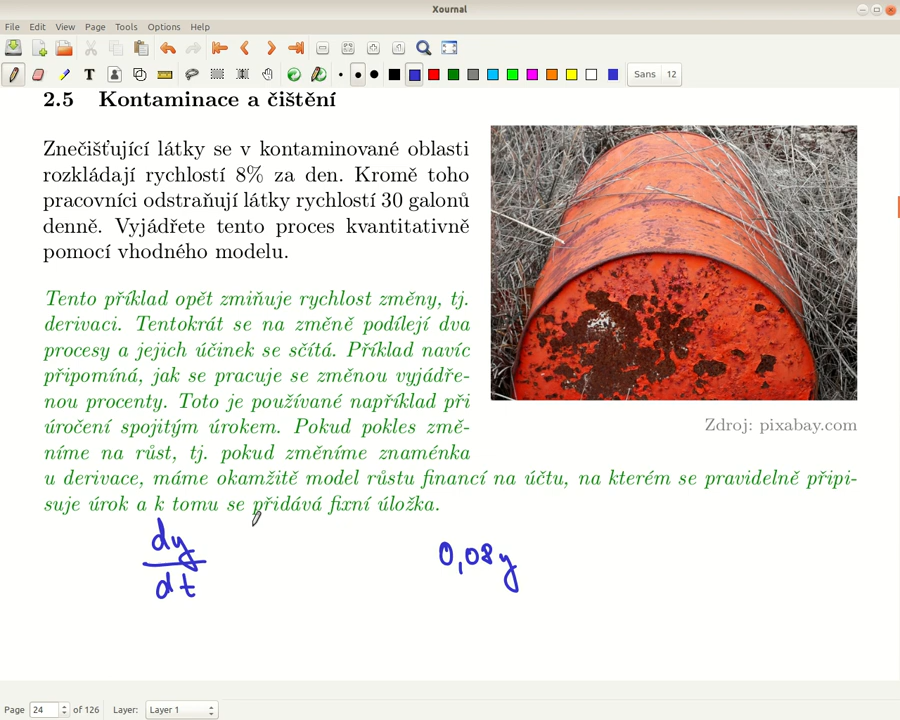 Xournal
File Edit View Page Tools Options Help
T Sans 12
2.5 Kontaminace a čištění
Znečišťující látky se v kontaminované oblasti
rozkládají rychlostí 8% za den. Kromě toho
pracovníci odstraňují látky rychlostí 30 galonů
denně. Vyjádřete tento proces kvantitativně
pomocí vhodného modelu.
Tento příklad opět zmiňuje rychlost změny, tj.
derivaci. Tentokrát se na změně podílejí dva
procesy a jejich účinek se sčítá. Příklad navíc
připomíná, jak se pracuje se změnou vyjádře-
nou procenty. Toto je používané například při
úročení spojitým úrokem. Pokud pokles změ-
níme na růst, tj. pokud změníme znaménka
u derivace, máme okamžitě model růstu financí na účtu, na kterém se pravidelně připi-
suje úrok a k tomu se přidává fixní úložka.
Zdroj: pixabay.com
dy
dt
0,08y
Page 24 of 126 Layer: Layer 1